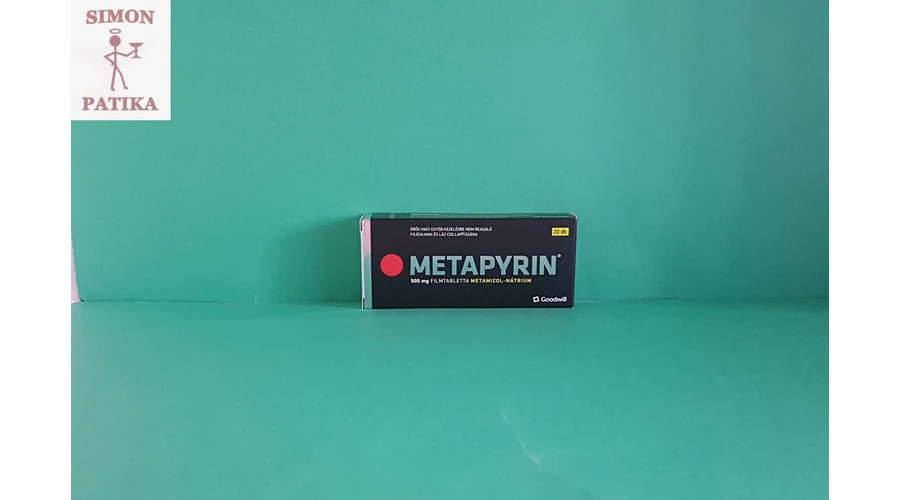 SIMON
PATIKA
ERŐS VAGY EGYÉB KEZELÉSRE NEM REAGÁLÓ
FÁJDALMAK ÉS LÁZ CSILLAPÍTÁSÁRA
20 db
METAPYRIN®
500 mg FILMTABLETTA METAMIZOL-NÁTRIUM
Goodwill